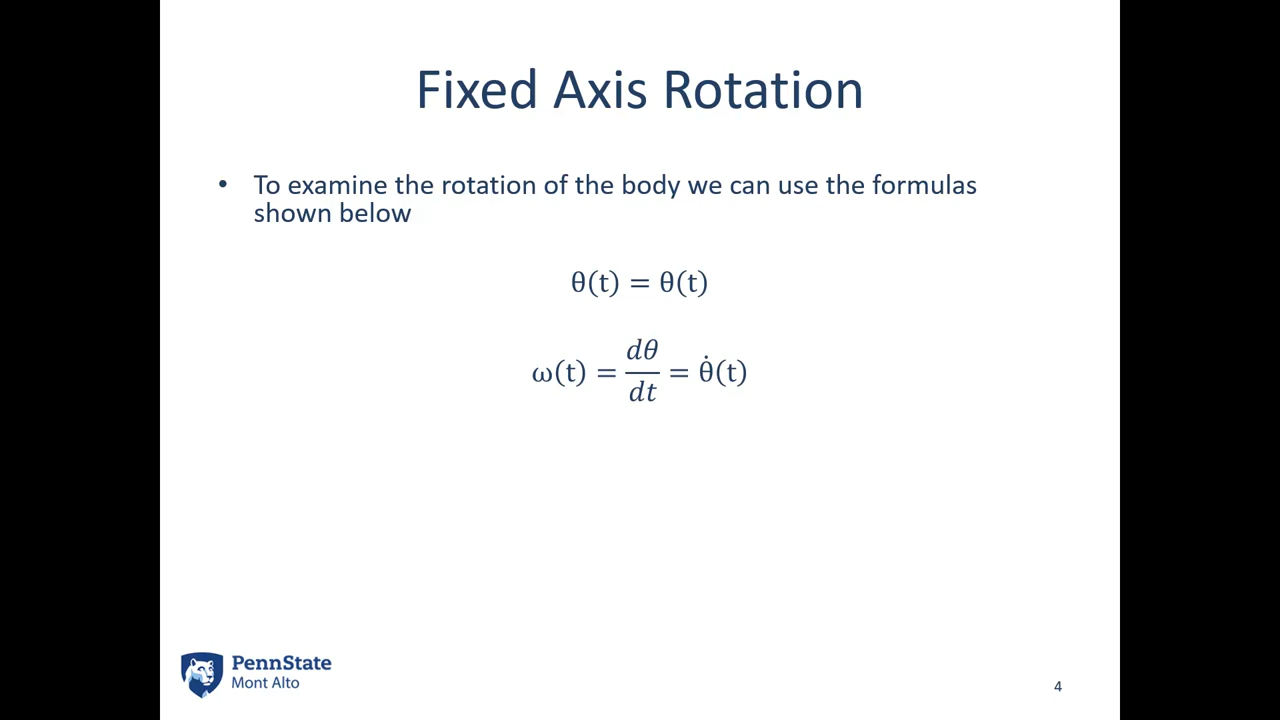 Fixed Axis Rotation
• To examine the rotation of the body we can use the formulas
shown below
θ(t) = θ(t)
ω(t) = dθ/dt = θ̇(t)
PennState
Mont Alto
4